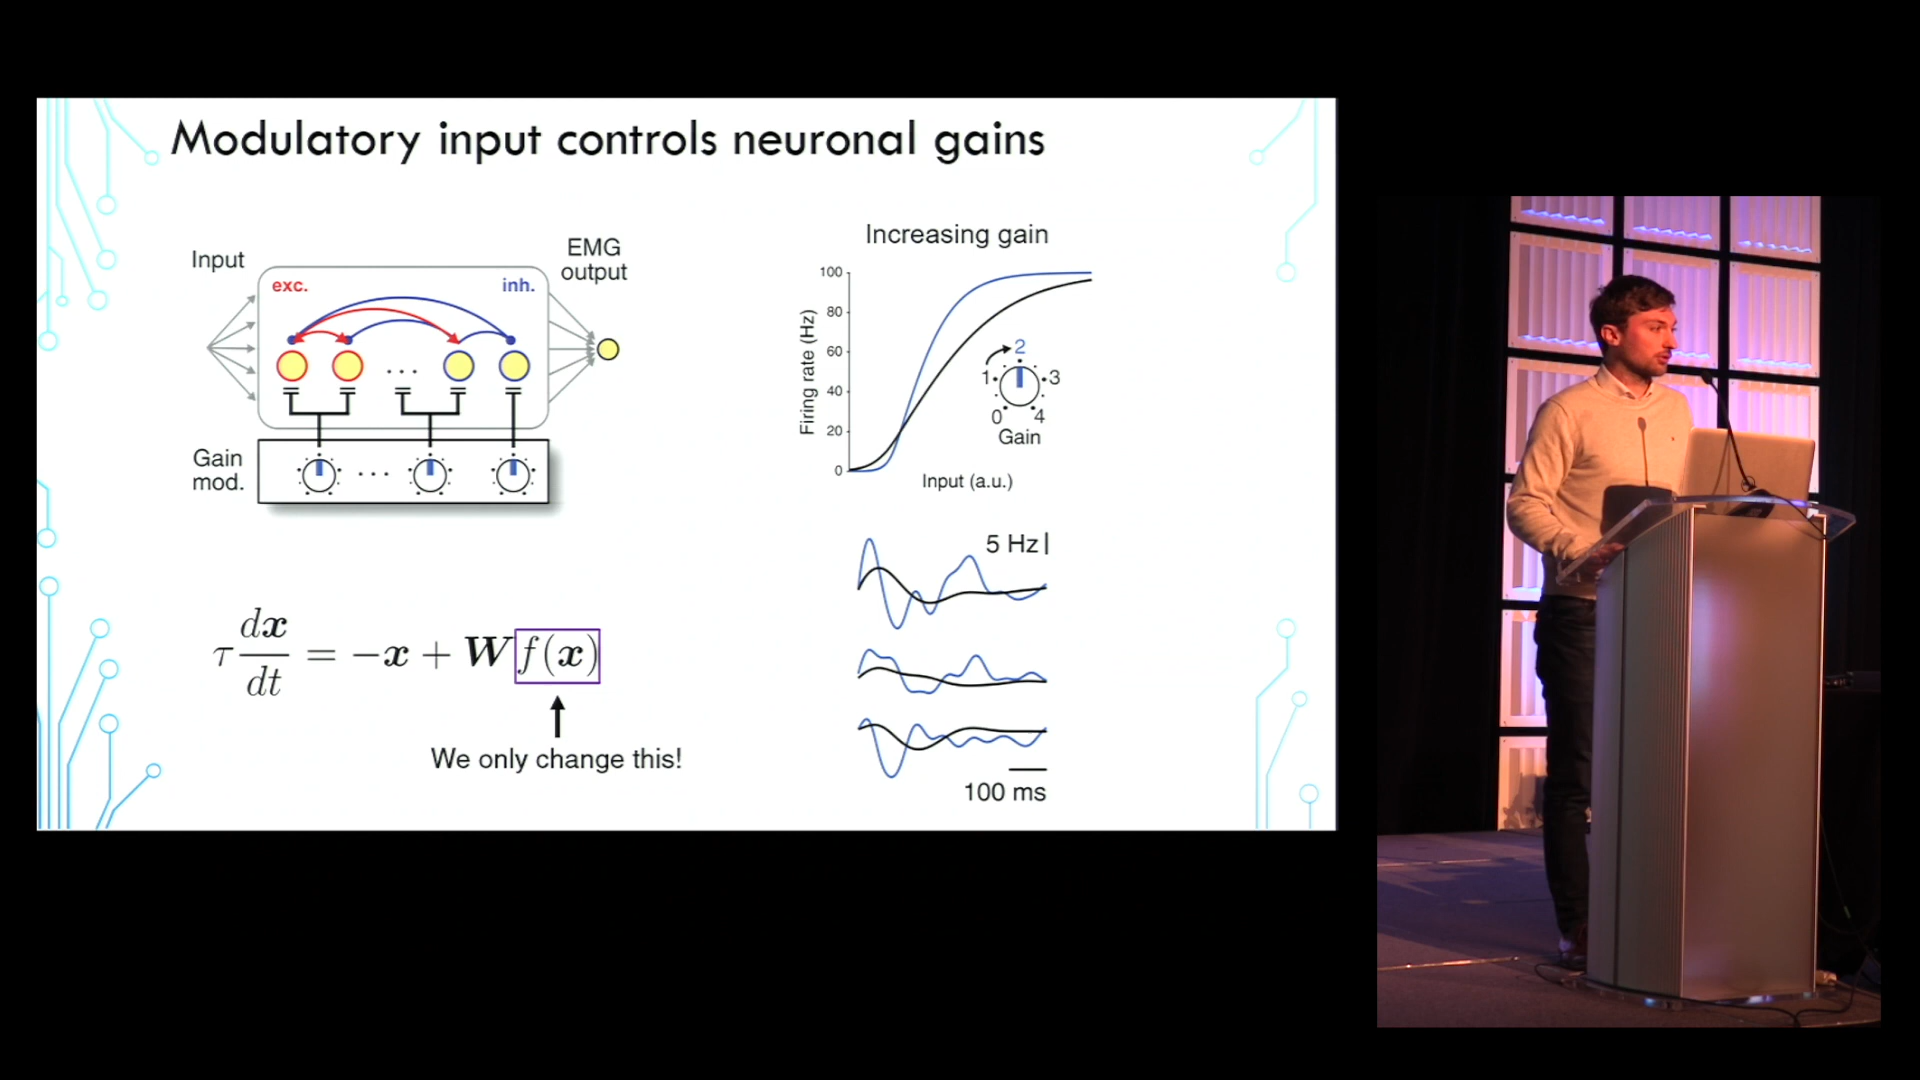 Modulatory input controls neuronal gains
Input
EMG
output
exc.
inh.
. . .
Gain
mod.
. . .
τ dx/dt = −x + W f(x)
We only change this!
Increasing gain
Firing rate (Hz)
100
80
60
40
20
0
2
1
3
0
4
Gain
Input (a.u.)
5 Hz
100 ms